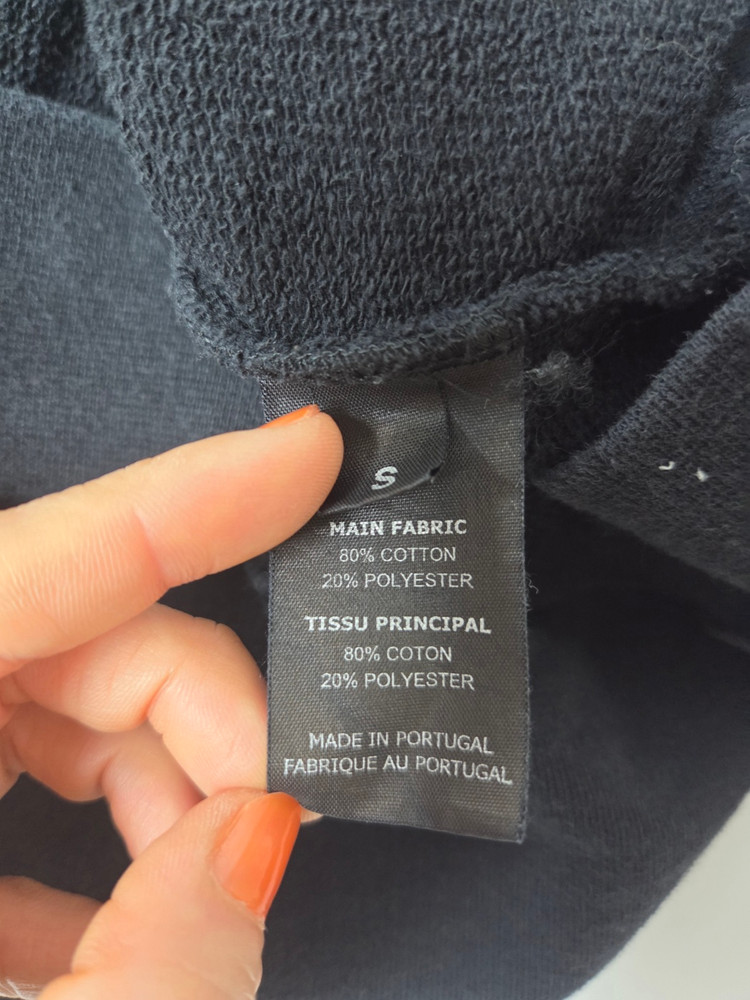 S
MAIN FABRIC
80% COTTON
20% POLYESTER
TISSU PRINCIPAL
80% COTON
20% POLYESTER
MADE IN PORTUGAL
FABRIQUE AU PORTUGAL